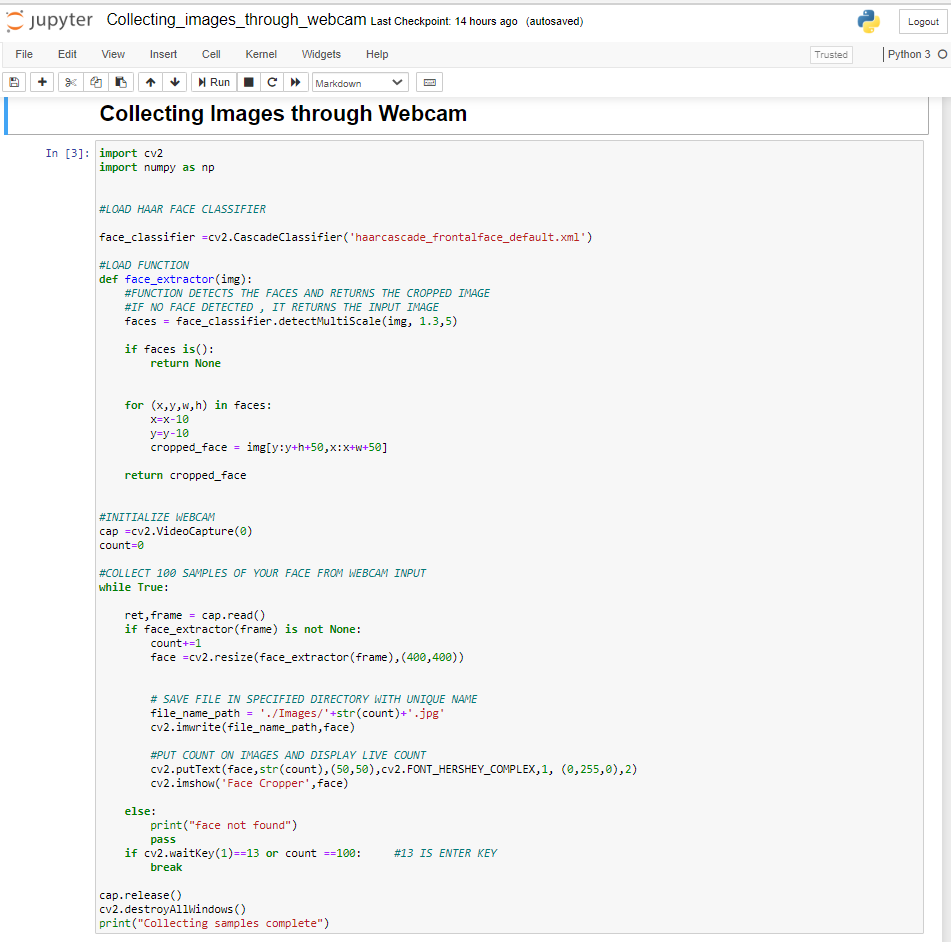 jupyter Collecting_images_through_webcam Last Checkpoint: 14 hours ago (autosaved)
Logout
File Edit View Insert Cell Kernel Widgets Help
Trusted
Python 3
Run
Markdown
Collecting Images through Webcam
In [3]:
import cv2
import numpy as np
#LOAD HAAR FACE CLASSIFIER
face_classifier =cv2.CascadeClassifier('haarcascade_frontalface_default.xml')
#LOAD FUNCTION
def face_extractor(img):
    #FUNCTION DETECTS THE FACES AND RETURNS THE CROPPED IMAGE
    #IF NO FACE DETECTED , IT RETURNS THE INPUT IMAGE
    faces = face_classifier.detectMultiScale(img, 1.3,5)
    if faces is():
        return None
    for (x,y,w,h) in faces:
        x=x-10
        y=y-10
        cropped_face = img[y:y+h+50,x:x+w+50]
    return cropped_face
#INITIALIZE WEBCAM
cap =cv2.VideoCapture(0)
count=0
#COLLECT 100 SAMPLES OF YOUR FACE FROM WEBCAM INPUT
while True:
    ret,frame = cap.read()
    if face_extractor(frame) is not None:
        count+=1
        face =cv2.resize(face_extractor(frame),(400,400))
        # SAVE FILE IN SPECIFIED DIRECTORY WITH UNIQUE NAME
        file_name_path = './Images/'+str(count)+'.jpg'
        cv2.imwrite(file_name_path,face)
        #PUT COUNT ON IMAGES AND DISPLAY LIVE COUNT
        cv2.putText(face,str(count),(50,50),cv2.FONT_HERSHEY_COMPLEX,1, (0,255,0),2)
        cv2.imshow('Face Cropper',face)
    else:
        print("face not found")
        pass
    if cv2.waitKey(1)==13 or count ==100:     #13 IS ENTER KEY
        break
cap.release()
cv2.destroyAllWindows()
print("Collecting samples complete")